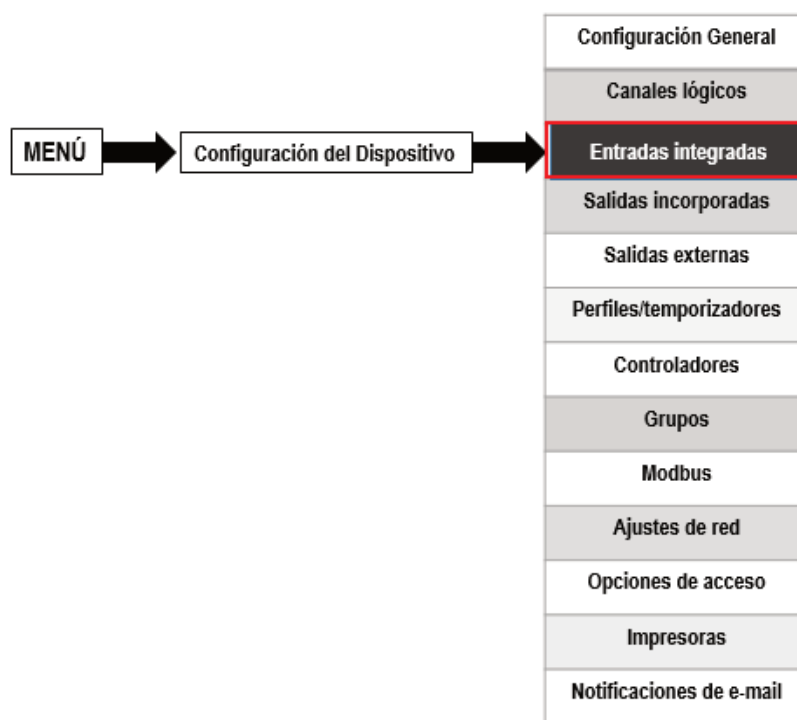 MENÚ
Configuración del Dispositivo
Configuración General
Canales lógicos
Entradas integradas
Salidas incorporadas
Salidas externas
Perfiles/temporizadores
Controladores
Grupos
Modbus
Ajustes de red
Opciones de acceso
Impresoras
Notificaciones de e-mail